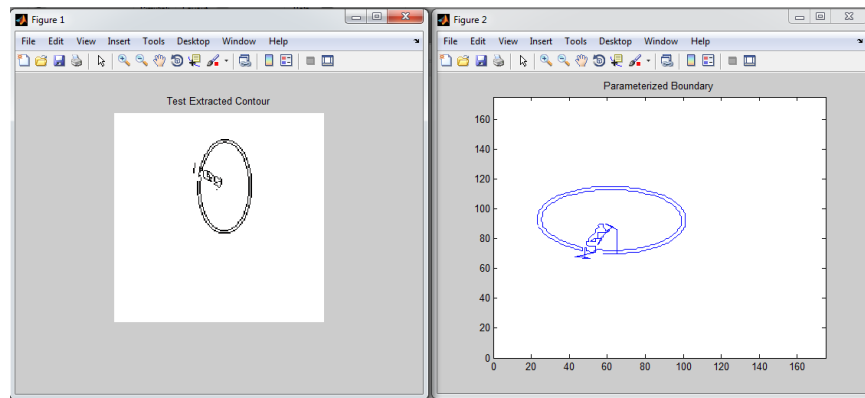 Figure 1
File Edit View Insert Tools Desktop Window Help
Test Extracted Contour
Figure 2
File Edit View Insert Tools Desktop Window Help
Parameterized Boundary
160
140
120
100
80
60
40
20
0
0 20 40 60 80 100 120 140 160